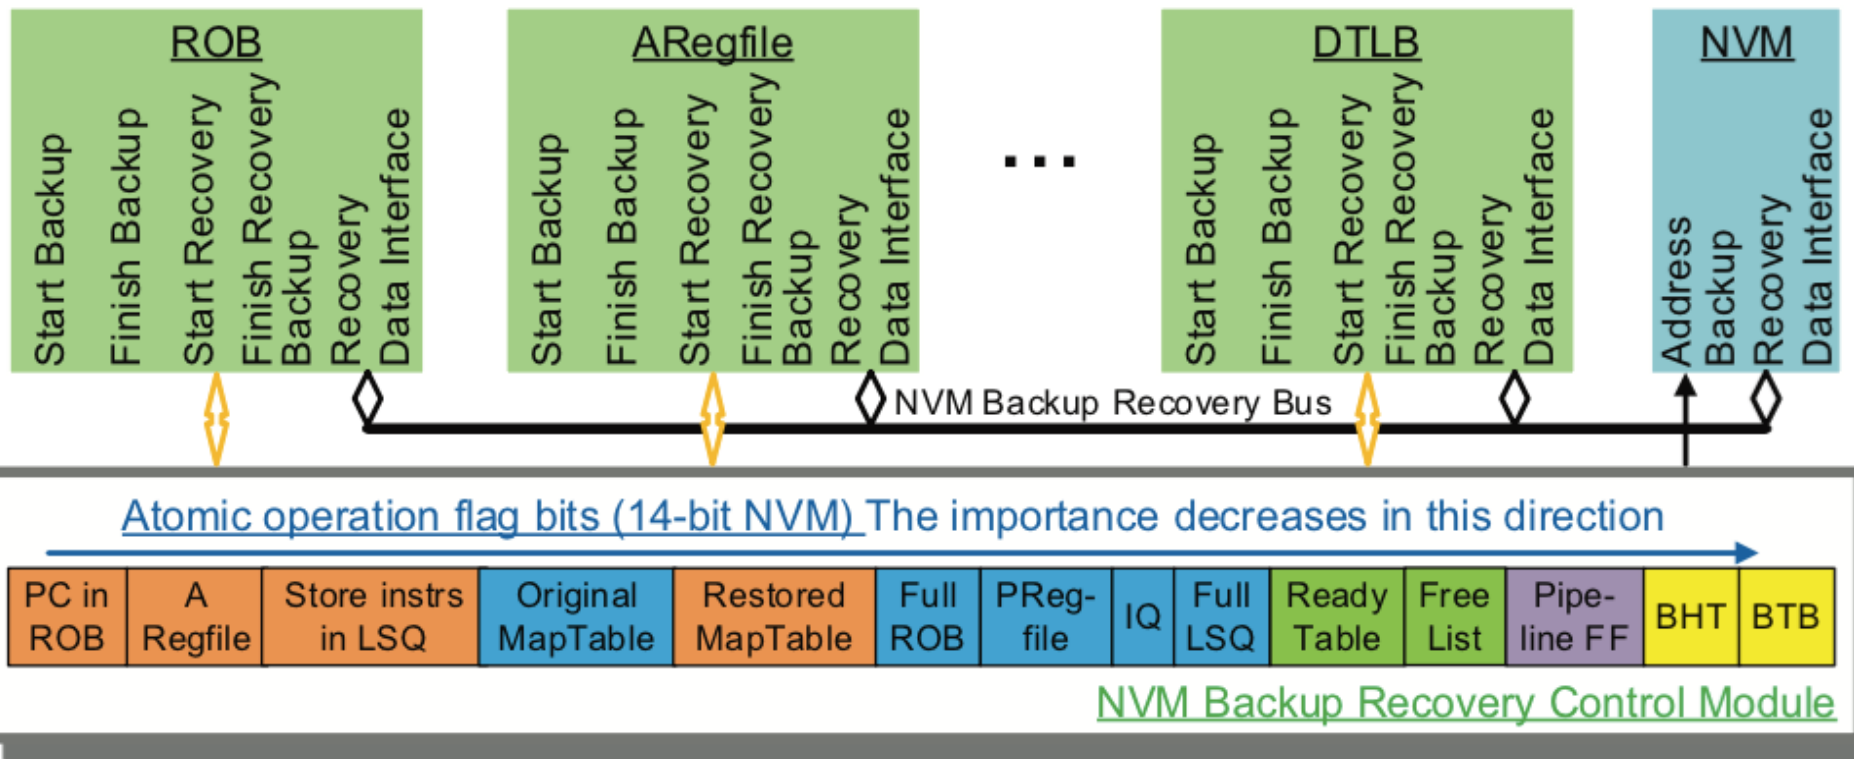 ROB
Start Backup
Finish Backup
Start Recovery
Finish Recovery
Backup
Recovery
Data Interface
ARegfile
Start Backup
Finish Backup
Start Recovery
Finish Recovery
Backup
Recovery
Data Interface
...
DTLB
Start Backup
Finish Backup
Start Recovery
Finish Recovery
Backup
Recovery
Data Interface
NVM
Address
Backup
Recovery
Data Interface
NVM Backup Recovery Bus
Atomic operation flag bits (14-bit NVM) The importance decreases in this direction
PC in
ROB
A
Regfile
Store instrs
in LSQ
Original
MapTable
Restored
MapTable
Full
ROB
PReg-
file
IQ
Full
LSQ
Ready
Table
Free
List
Pipe-
line FF
BHT
BTB
NVM Backup Recovery Control Module